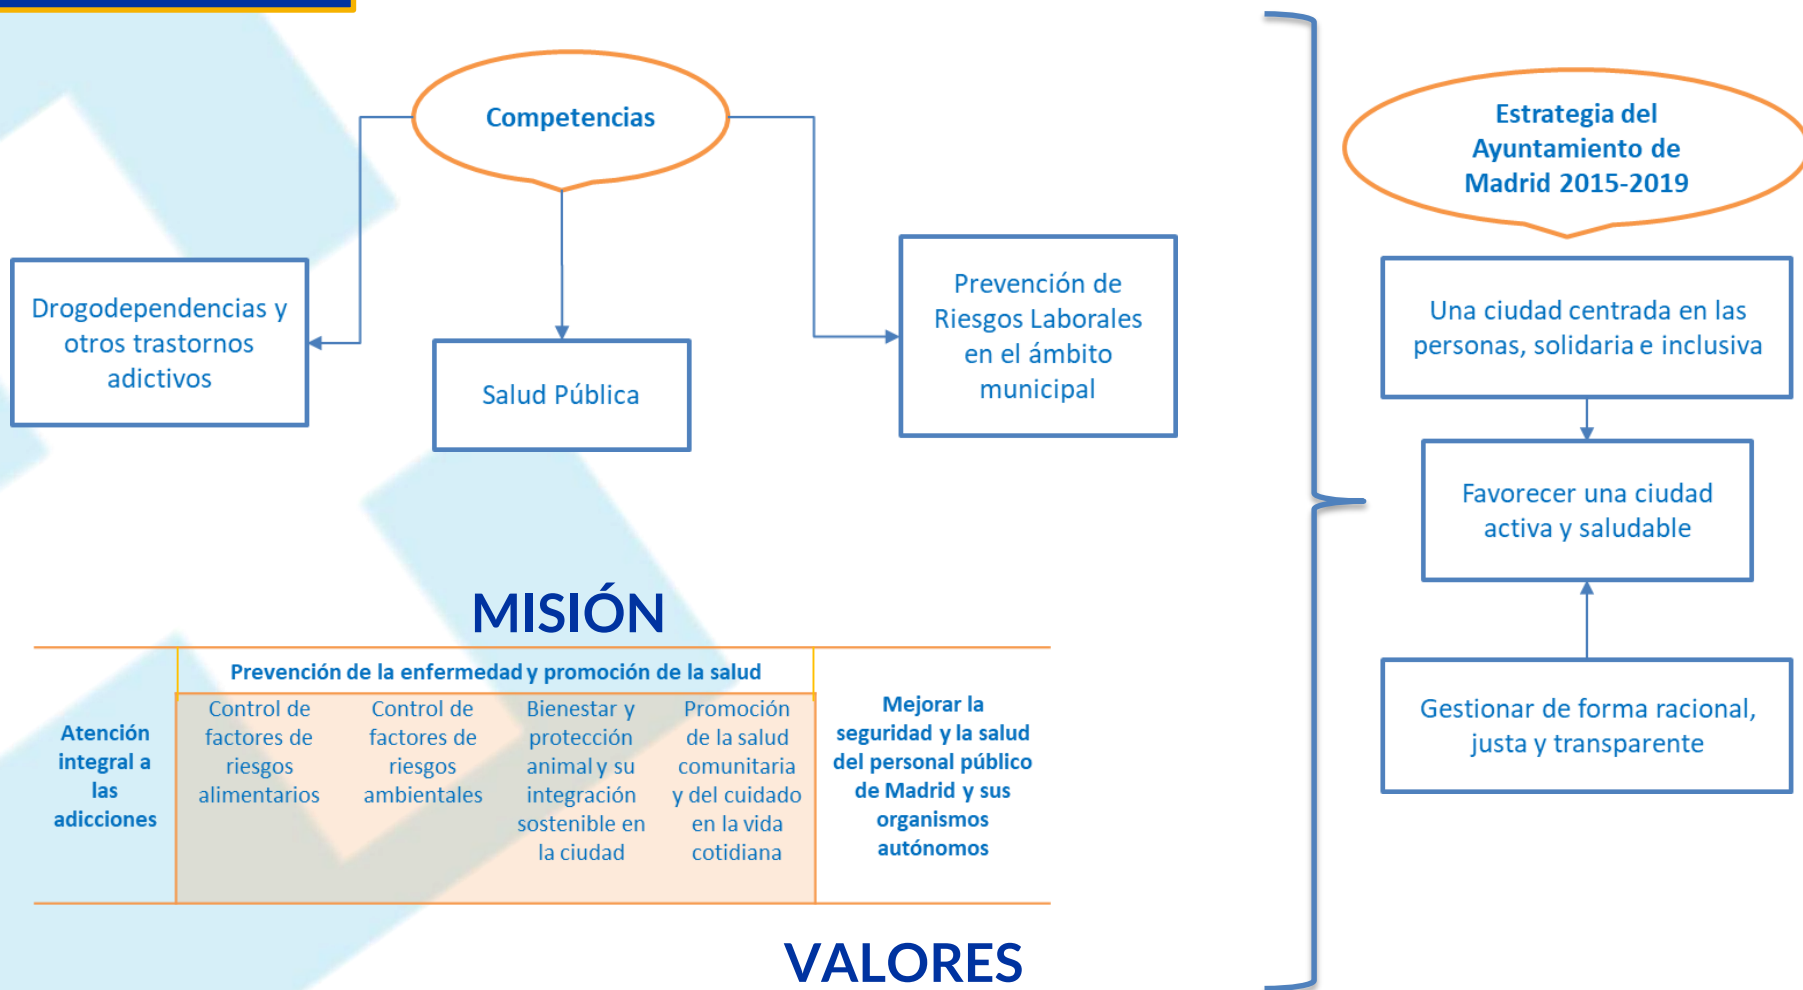 Competencias
Drogodependencias y
otros trastornos
adictivos
Salud Pública
Prevención de
Riesgos Laborales
en el ámbito
municipal
MISIÓN
Atención
integral a
las
adicciones
Prevención de la enfermedad y promoción de la salud
Control de
factores de
riesgos
alimentarios
Control de
factores de
riesgos
ambientales
Bienestar y
protección
animal y su
integración
sostenible en
la ciudad
Promoción
de la salud
comunitaria
y del cuidado
en la vida
cotidiana
Mejorar la
seguridad y la salud
del personal público
de Madrid y sus
organismos
autónomos
VALORES
Estrategia del
Ayuntamiento de
Madrid 2015-2019
Una ciudad centrada en las
personas, solidaria e inclusiva
Favorecer una ciudad
activa y saludable
Gestionar de forma racional,
justa y transparente